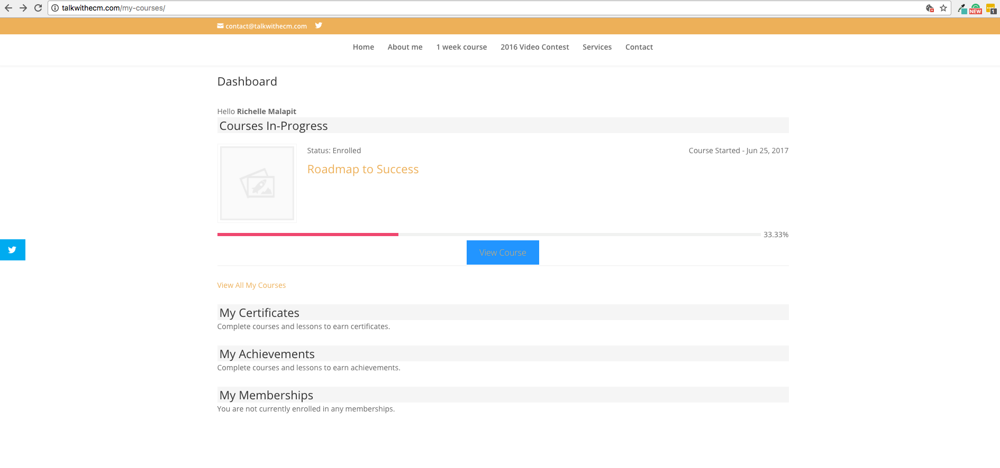 talkwithecm.com/my-courses/
NEW
1
contact@talkwithecm.com
Home About me 1 week course 2016 Video Contest Services Contact
Dashboard
Hello Richelle Malapit
Courses In-Progress
Status: Enrolled Course Started - Jun 25, 2017
Roadmap to Success
33.33%
View Course
View All My Courses
My Certificates
Complete courses and lessons to earn certificates.
My Achievements
Complete courses and lessons to earn achievements.
My Memberships
You are not currently enrolled in any memberships.